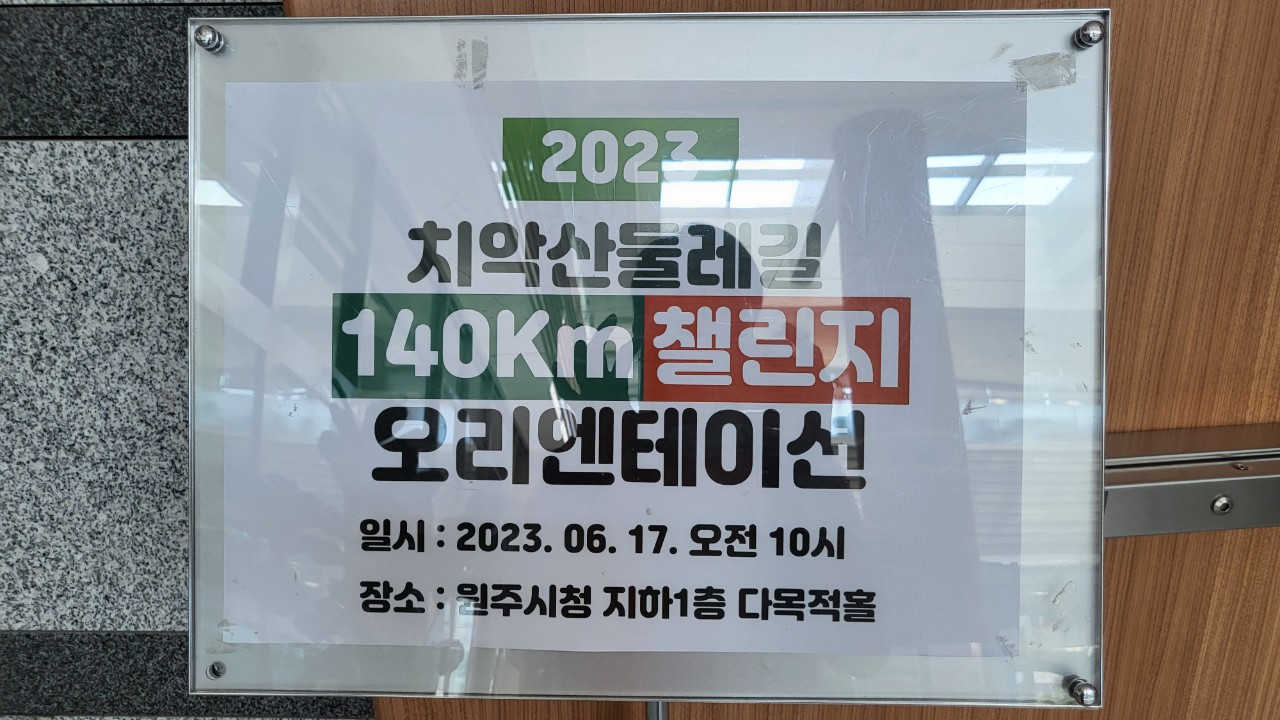 2023
치악산둘레길
140Km 챌린지
오리엔테이션
일시 : 2023. 06. 17. 오전 10시
장소 : 원주시청 지하1층 다목적홀